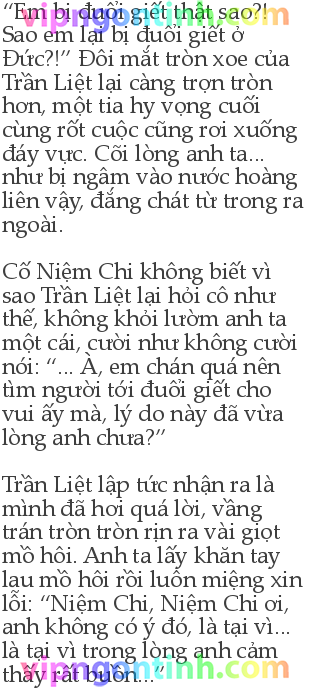 vipngontinh.com
“Em bị đuổi giết thật sao?!
Sao em lại bị đuổi giết ở
Đức?!” Đôi mắt tròn xoe của
Trần Liệt lại càng trợn tròn
hơn, một tia hy vọng cuối
cùng rốt cuộc cũng rơi xuống
đáy vực. Cõi lòng anh ta...
như bị ngâm vào nước hoàng
liên vậy, đắng chát từ trong ra
ngoài.
Cố Niệm Chi không biết vì
sao Trần Liệt lại hỏi cô như
thế, không khỏi lườm anh ta
một cái, cười như không cười
nói: “... À, em chán quá nên
tìm người tới đuổi giết cho
vui ấy mà, lý do này đã vừa
lòng anh chưa?”
Trần Liệt lập tức nhận ra là
mình đã hơi quá lời, vầng
trán tròn tròn rịn ra vài giọt
mồ hôi. Anh ta lấy khăn tay
lau mồ hôi rồi luôn miệng xin
lỗi: “Niệm Chi, Niệm Chi ơi,
anh không có ý đó, là tại vì...
là tại vì trong lòng anh cảm
thấy rất buồn...”
vipngontinh.com